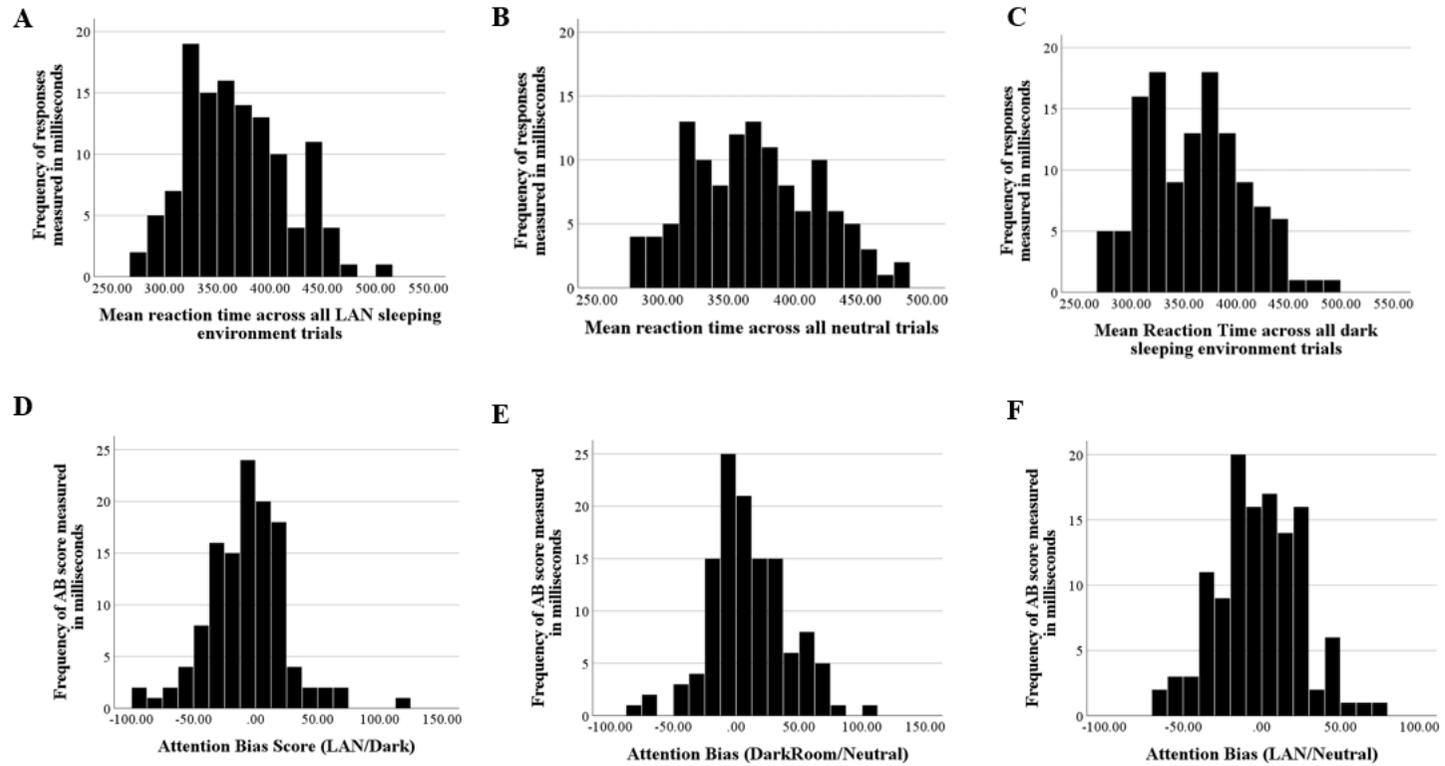 A
Frequency of responses
measured in milliseconds
20
15
10
5
0
250.00 300.00 350.00 400.00 450.00 500.00 550.00
Mean reaction time across all LAN sleeping
environment trials
B
Frequency of responses
measured in milliseconds
20
15
10
5
0
250.00 300.00 350.00 400.00 450.00 500.00
Mean reaction time across all neutral trials
C
Frequency of responses
measured in milliseconds
20
15
10
5
0
250.00 300.00 350.00 400.00 450.00 500.00 550.00
Mean Reaction Time across all dark
sleeping environment trials
D
Frequency of AB score measured
in milliseconds
25
20
15
10
5
0
-100.00 -50.00 .00 50.00 100.00 150.00
Attention Bias Score (LAN/Dark)
E
Frequency of AB score measured
in milliseconds
25
20
15
10
5
0
-100.00 -50.00 .00 50.00 100.00 150.00
Attention Bias (DarkRoom/Neutral)
F
Frequency of AB score measured
in milliseconds
20
15
10
5
0
-100.00 -50.00 .00 50.00 100.00
Attention Bias (LAN/Neutral)